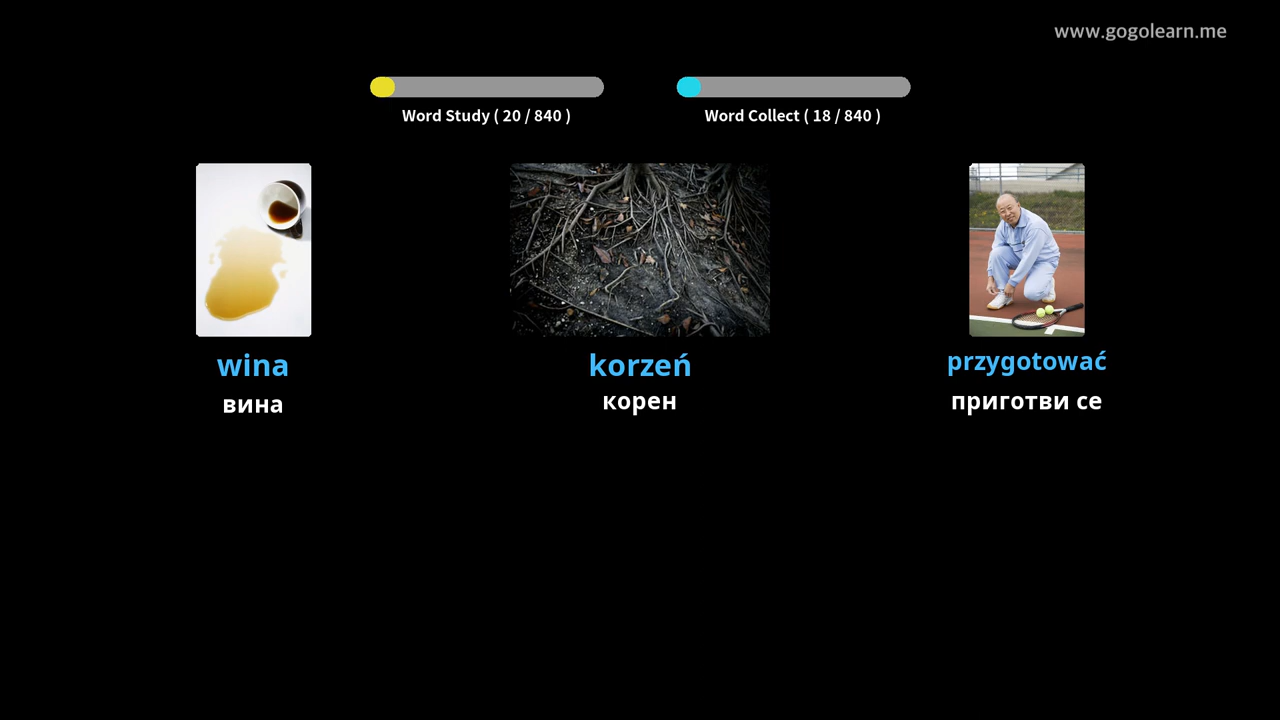 www.gogolearn.me
Word Study ( 20 / 840 )
Word Collect ( 18 / 840 )
wina
вина
korzeń
корен
przygotować
приготви се